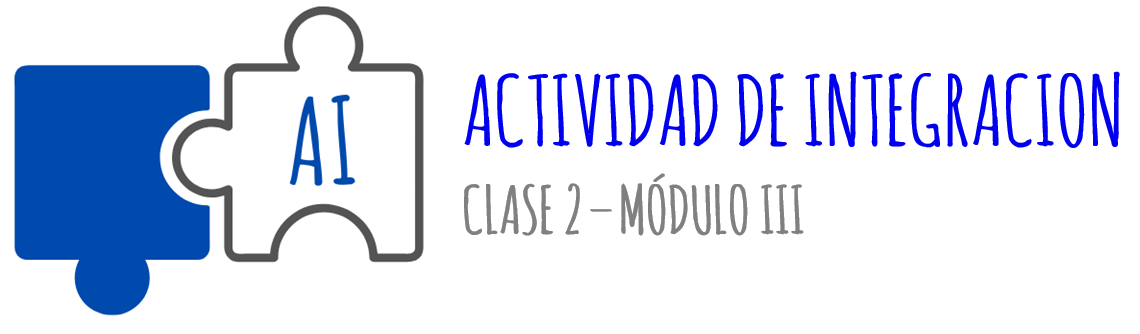 AI
ACTIVIDAD DE INTEGRACION
CLASE 2 – MÓDULO III